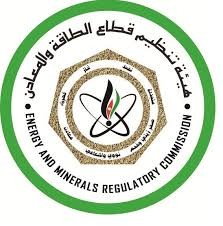 هيئة تنظيم قطاع الطاقة والمعادن
ENERGY AND MINERALS REGULATORY COMMISSION